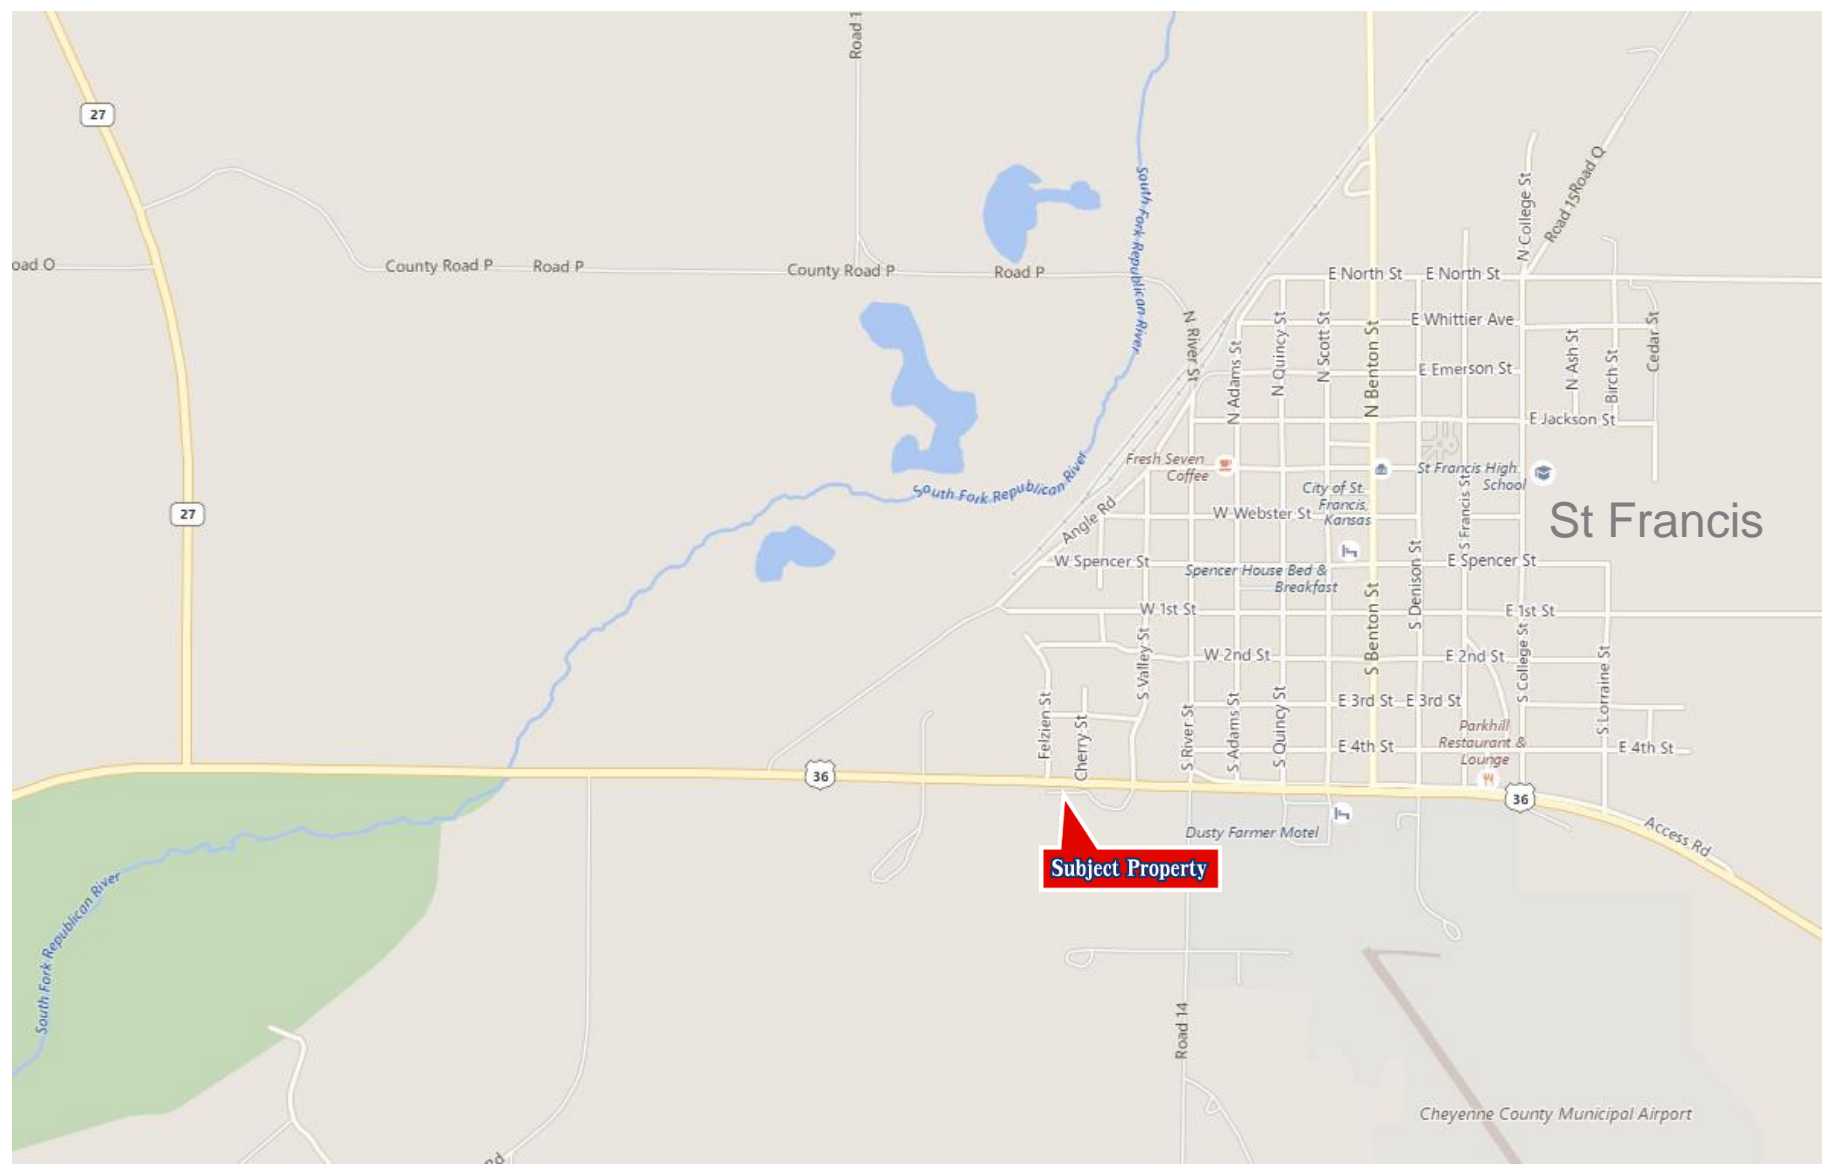 Road 1
27
Road 15
Road Q
N College St
South Fork Republican River
oad O
County Road P
Road P
County Road P
Road P
E North St
E North St
N River St
N Adams St
N Quincy St
N Scott St
N Benton St
E Whittier Ave
N Ash St
Birch St
Cedar St
E Emerson St
E Jackson St
Fresh Seven
Coffee
St Francis High
School
South Fork Republican River
City of St.
Francis,
Kansas
27
Angle Rd
W Webster St
S Francis St
St Francis
W Spencer St
Spencer House Bed &
Breakfast
E Spencer St
S Denison St
W 1st St
E 1st St
S Valley St
W 2nd St
S Benton St
E 2nd St
S College St
S Lorraine St
Felzien St
Cherry St
S River St
S Adams St
S Quincy St
E 3rd St
E 3rd St
Parkhill
Restaurant &
Lounge
E 4th St
E 4th St
36
36
Dusty Farmer Motel
Access Rd
Subject Property
South Fork Republican River
Road 14
Cheyenne County Municipal Airport
Rd